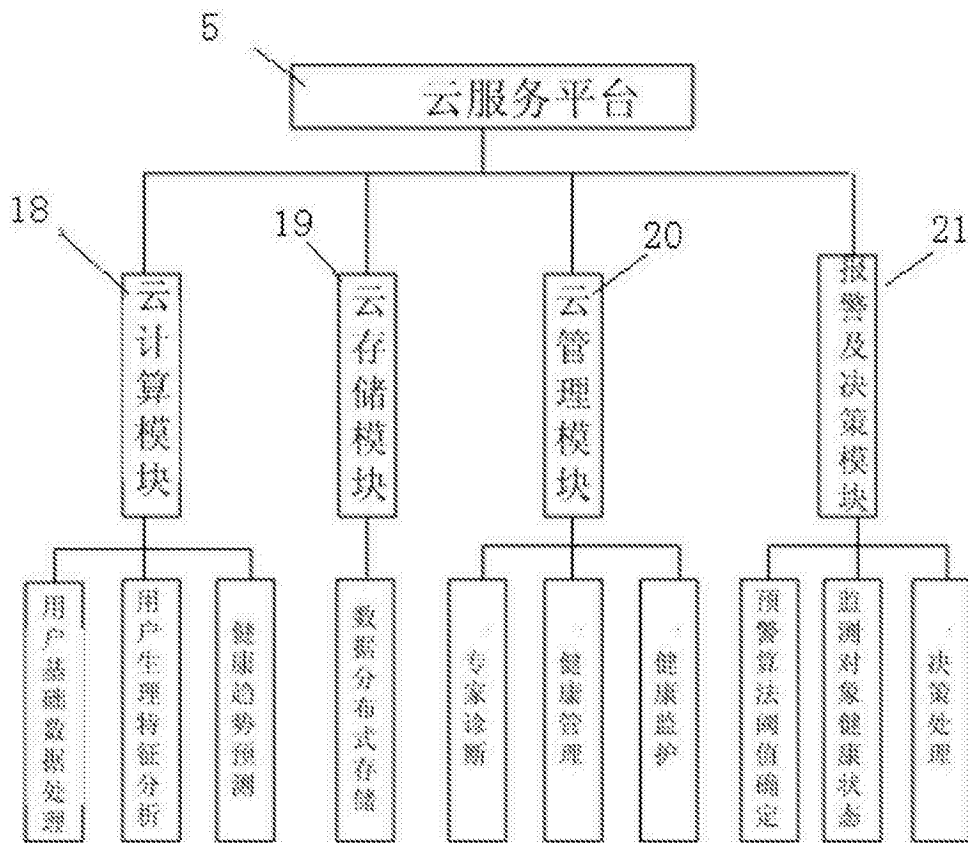 5
云服务平台
18
19
20
21
云计算模块
云存储模块
云管理模块
报警及决策模块
用户基础数据处理
用户生理特征分析
健康趋势预测
数据分布式存储
专家诊断
健康管理
健康监护
预警算法阈值确定
监测对象健康状态
决策处理